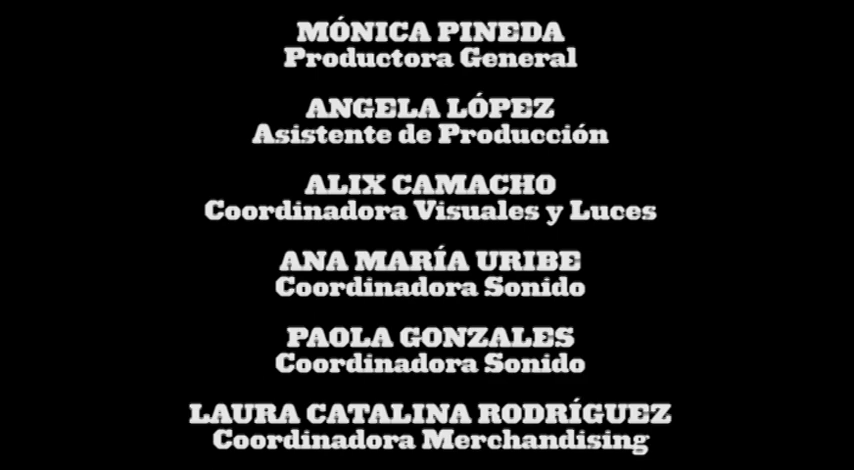 MÓNICA PINEDA
Productora General
ANGELA LÓPEZ
Asistente de Producción
ALIX CAMACHO
Coordinadora Visuales y Luces
ANA MARÍA URIBE
Coordinadora Sonido
PAOLA GONZALES
Coordinadora Sonido
LAURA CATALINA RODRÍGUEZ
Coordinadora Merchandising